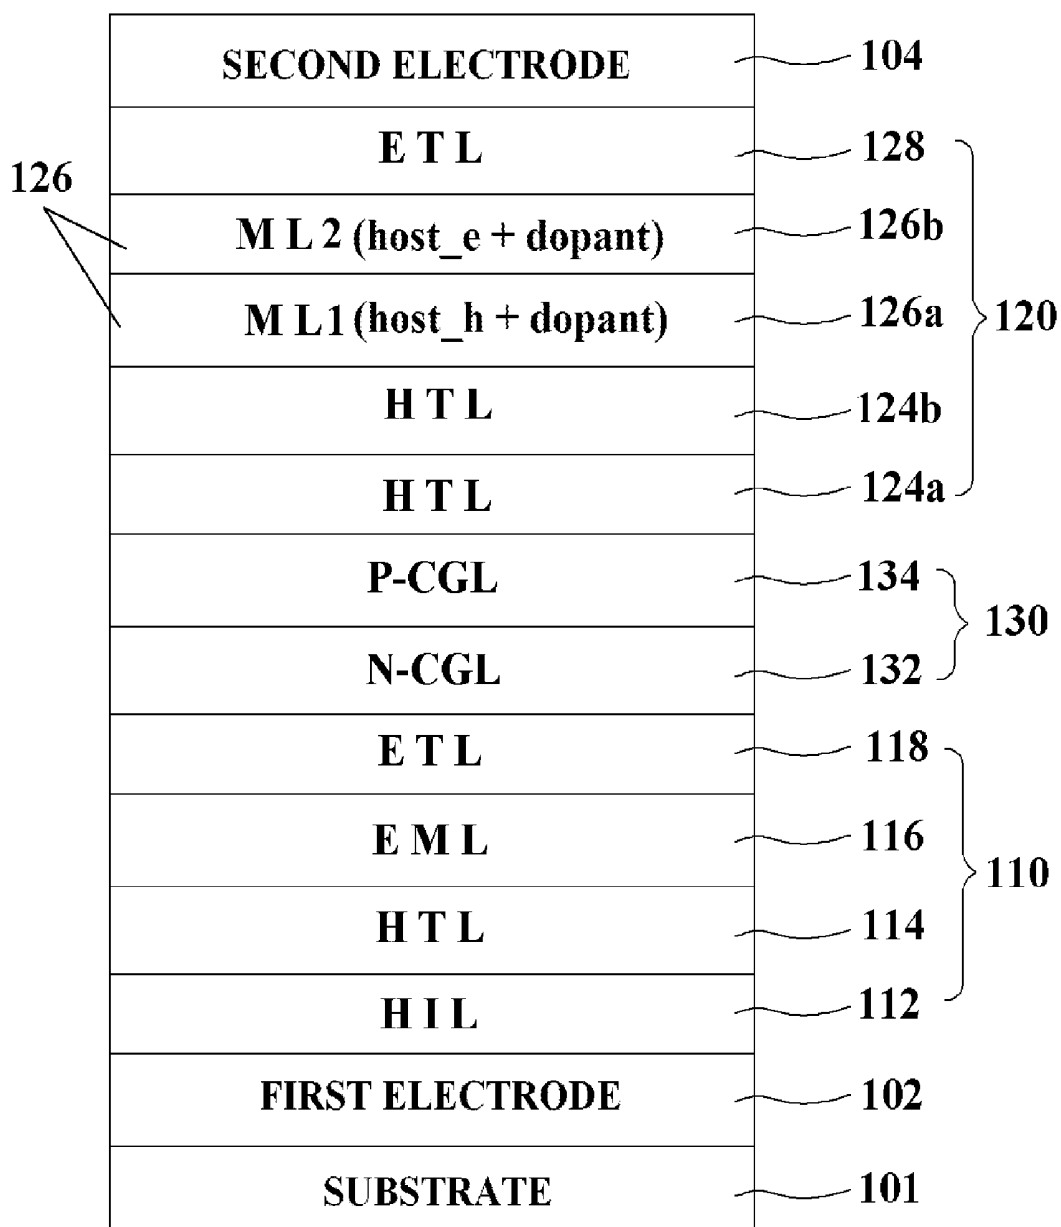 SECOND ELECTRODE 104
E T L 128
126
M L 2 (host_e + dopant) 126b
M L 1 (host_h + dopant) 126a
120
H T L 124b
H T L 124a
P-CGL 134
130
N-CGL 132
E T L 118
E M L 116
110
H T L 114
H I L 112
FIRST ELECTRODE 102
SUBSTRATE 101